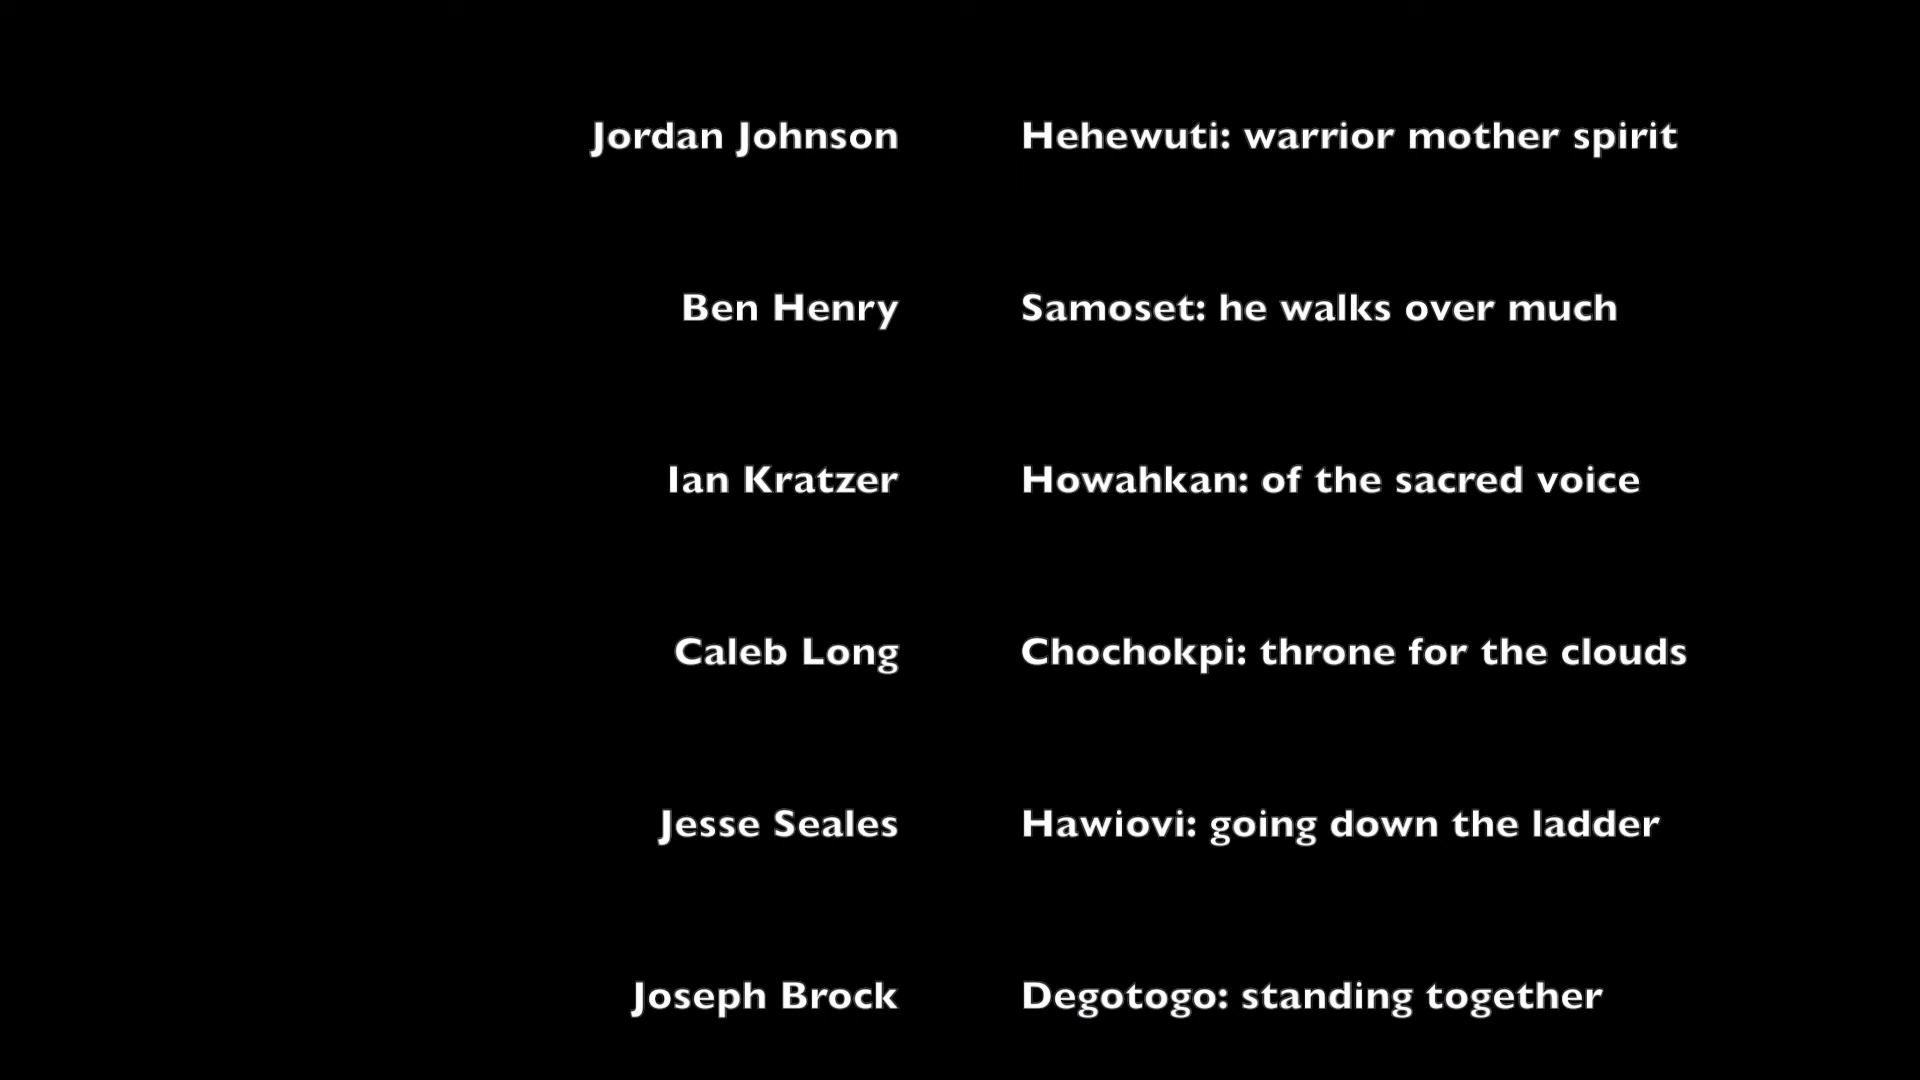 Jordan Johnson Hehewuti: warrior mother spirit
Ben Henry Samoset: he walks over much
Ian Kratzer Howahkan: of the sacred voice
Caleb Long Chochokpi: throne for the clouds
Jesse Seales Hawiovi: going down the ladder
Joseph Brock Degotogo: standing together